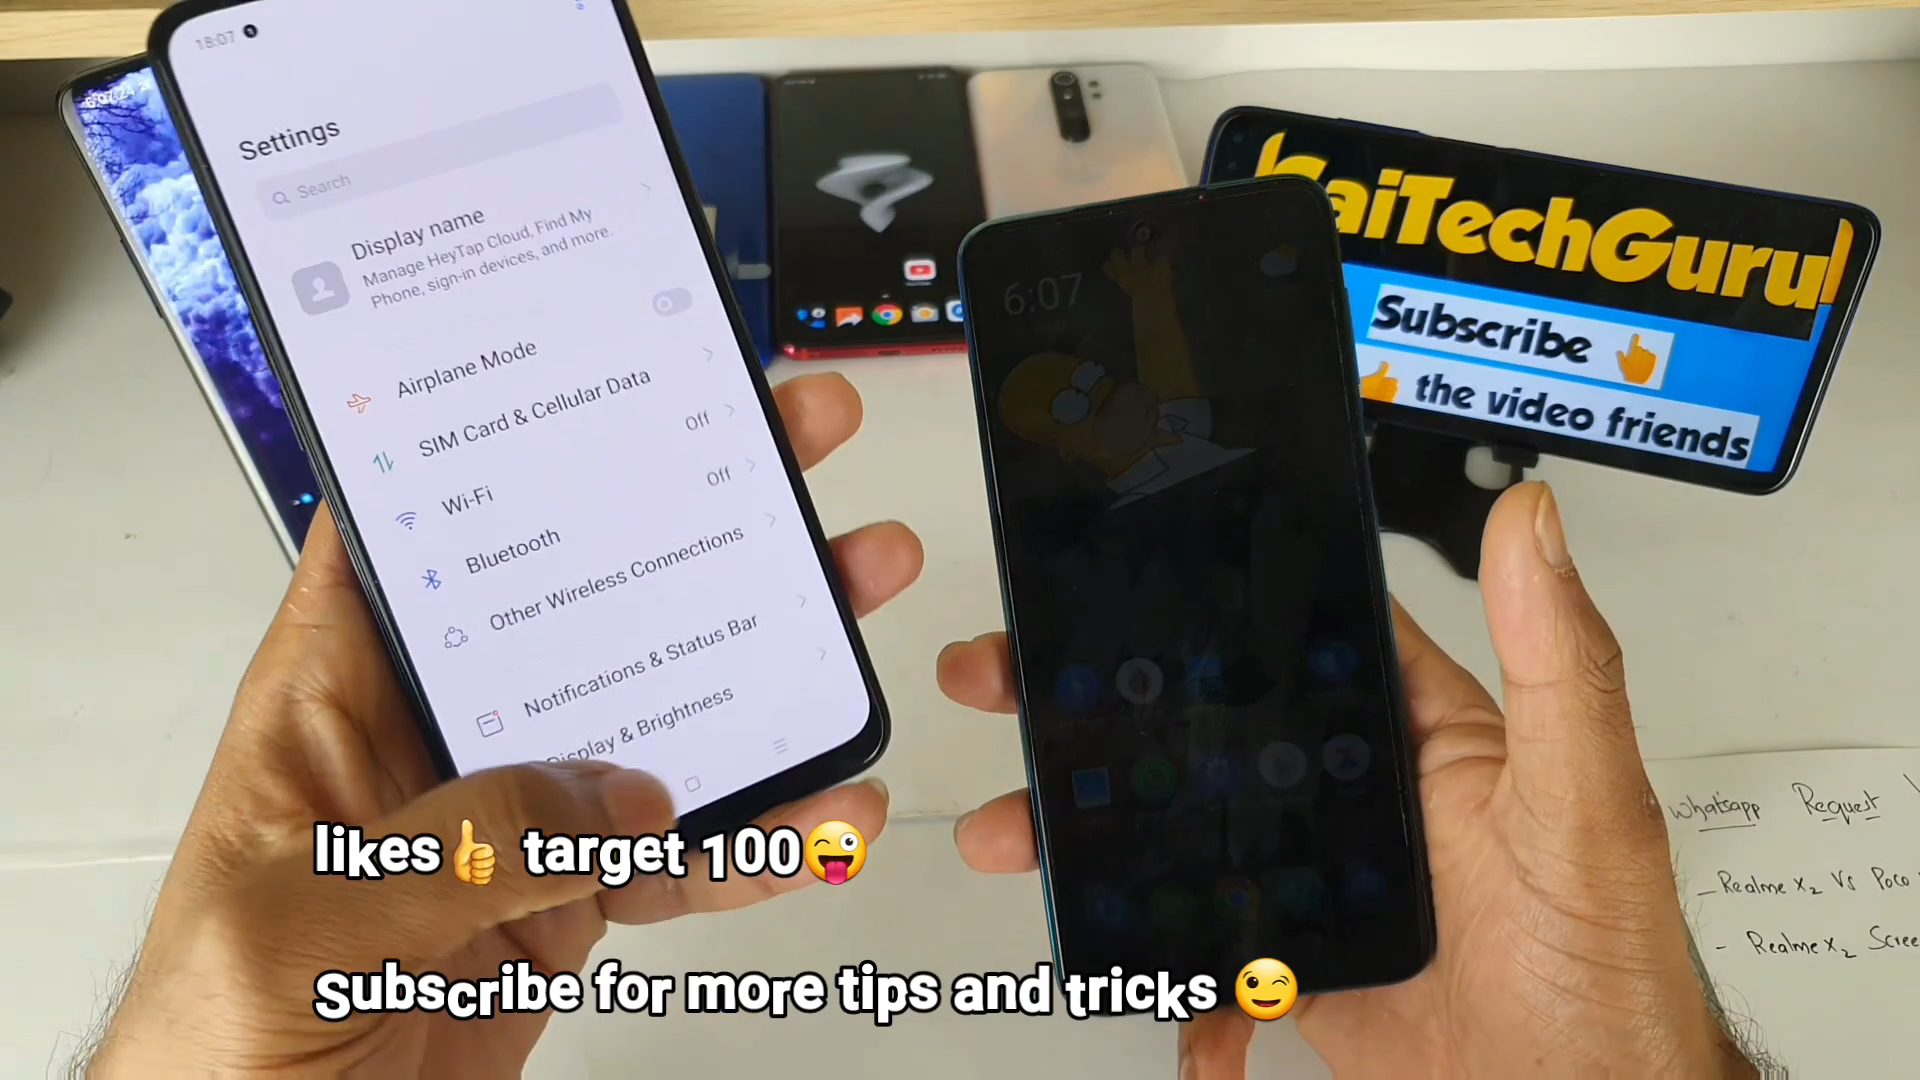 18:07
Settings
Search
Display name
Manage HeyTap Cloud, Find My
Phone, sign-in devices, and more.
Airplane Mode
SIM Card & Cellular Data
Wi-Fi
Off
Bluetooth
Off
Other Wireless Connections
Notifications & Status Bar
Display & Brightness
6:07
aiTechGuru
Subscribe 👆
👍 the video friends
whatsapp Request
- Realme X2 Vs Poco
- Realme X2 Scree
likes👍 target 100😜
Subscribe for more tips and tricks 😉